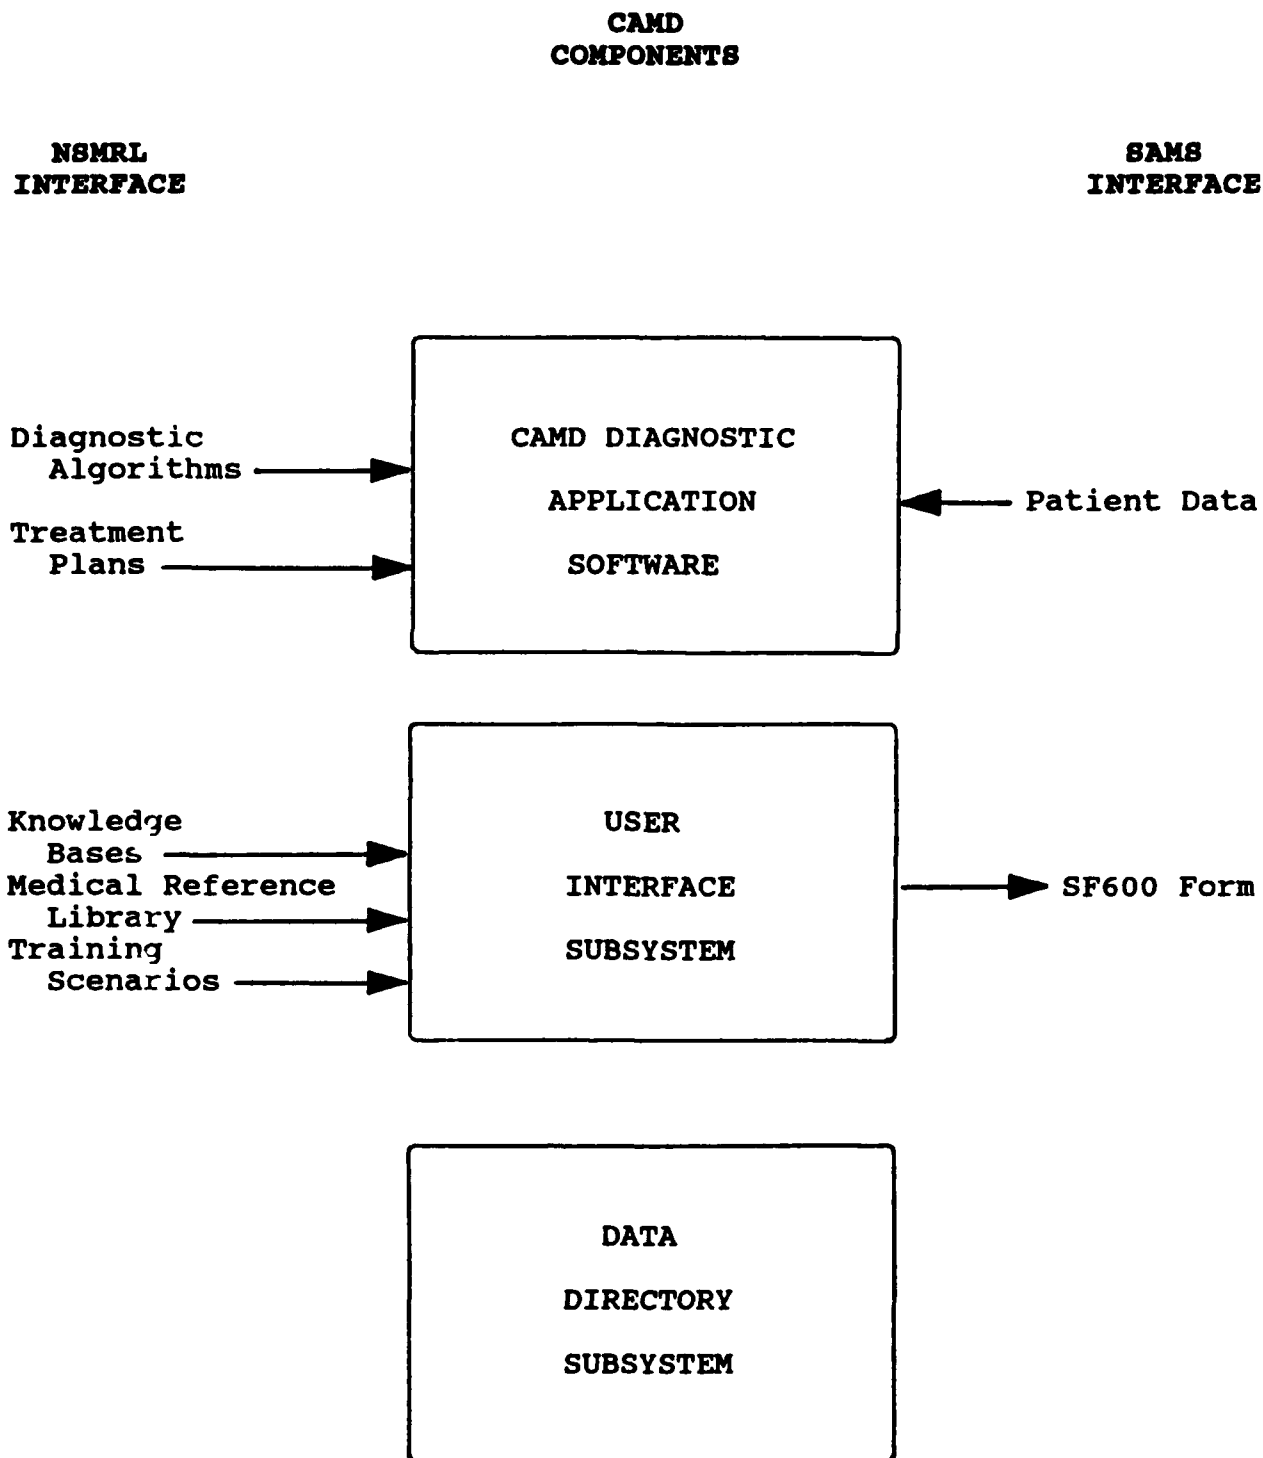 CAMD
COMPONENTS
NSMRL
INTERFACE
SAMS
INTERFACE
Diagnostic
Algorithms
Treatment
Plans
CAMD DIAGNOSTIC
APPLICATION
SOFTWARE
Patient Data
Knowledge
Bases
Medical Reference
Library
Training
Scenarios
USER
INTERFACE
SUBSYSTEM
SF600 Form
DATA
DIRECTORY
SUBSYSTEM